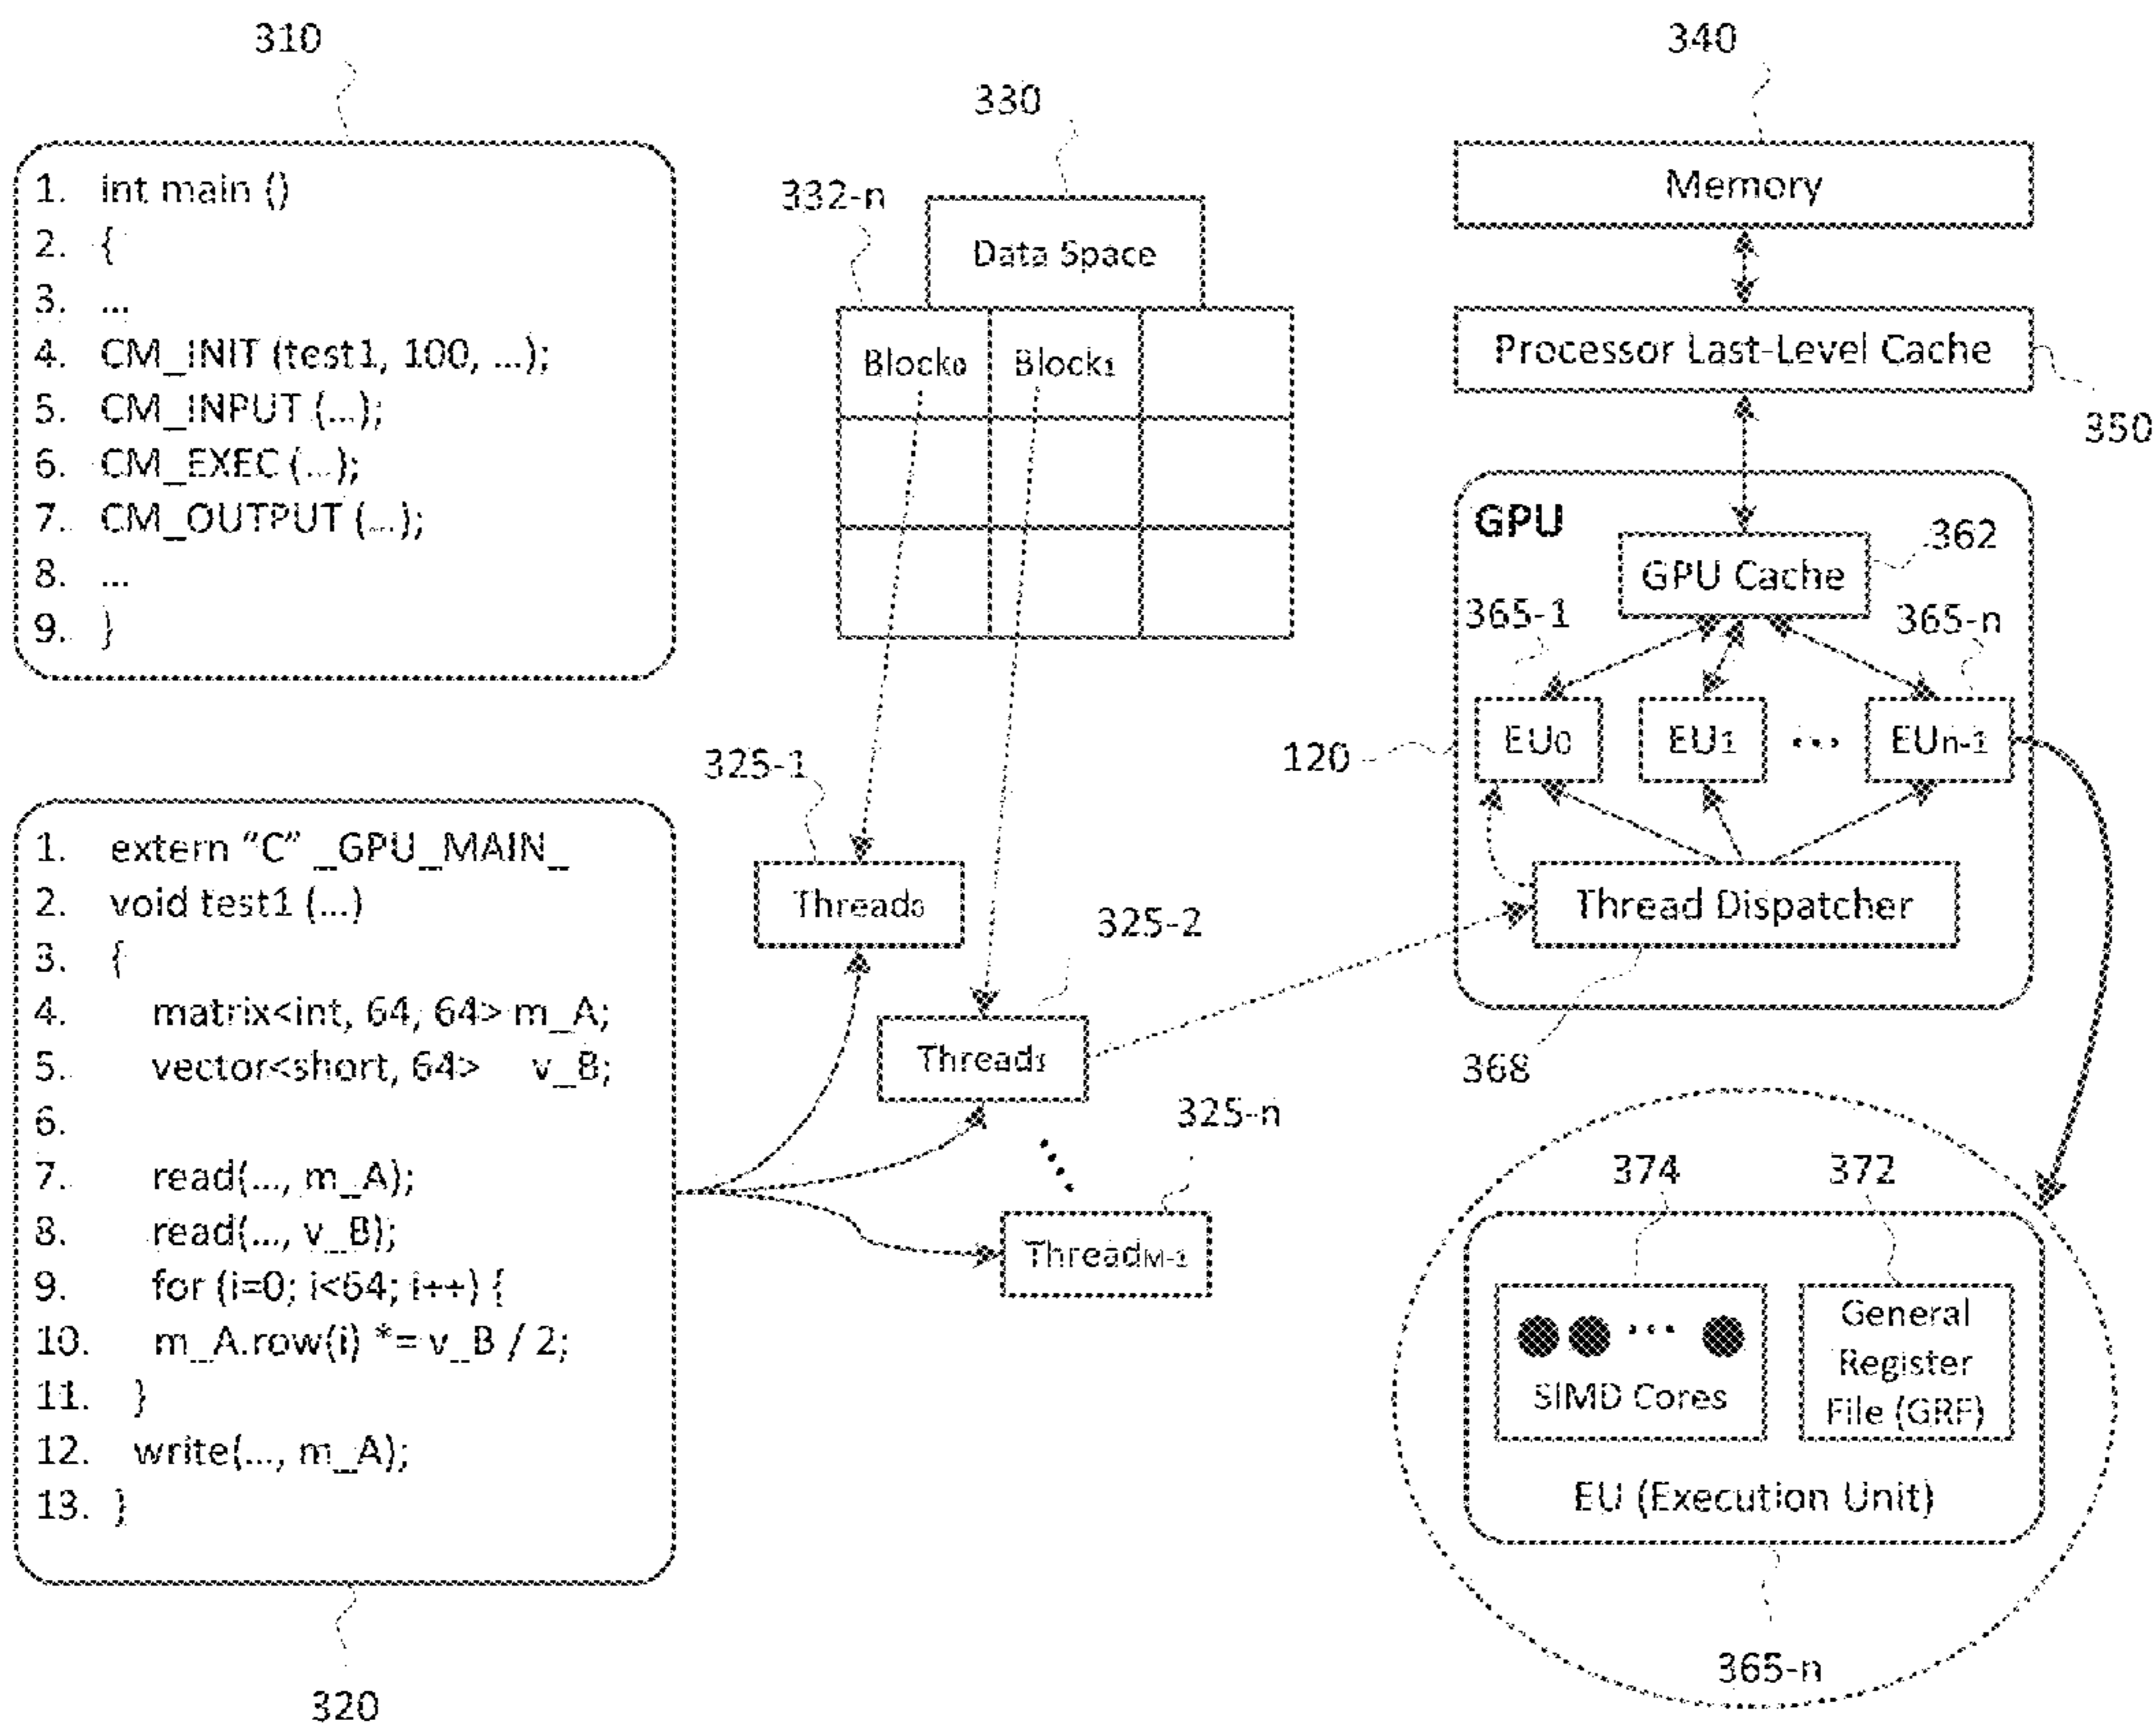 310
1. int main ()
2. {
3. ...
4. CM_INIT (test1, 100, ...);
5. CM_INPUT (...);
6. CM_EXEC (...);
7. CM_OUTPUT (...);
8. ...
9. }
330
332-n
Data Space
Block0 Block1
340
Memory
Processor Last-Level Cache
350
GPU
362
GPU Cache
365-1
365-n
120
EU0 EU1 ... EUn-1
Thread Dispatcher
368
325-1
Thread0
325-2
Thread1
325-n
ThreadM-1
1. extern "C" _GPU_MAIN_
2. void test1 (...)
3. {
4. matrix<int, 64, 64> m_A;
5. vector<short, 64> v_B;
6.
7. read(..., m_A);
8. read(..., v_B);
9. for (i=0; i<64; i++) {
10. m_A.row(i) *= v_B / 2;
11. }
12. write(..., m_A);
13. }
320
374
372
... SIMD Cores
General
Register
File (GRF)
EU (Execution Unit)
365-n